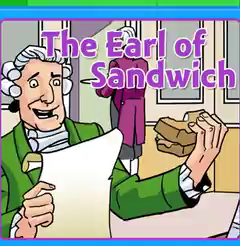 The Earl of
Sandwich